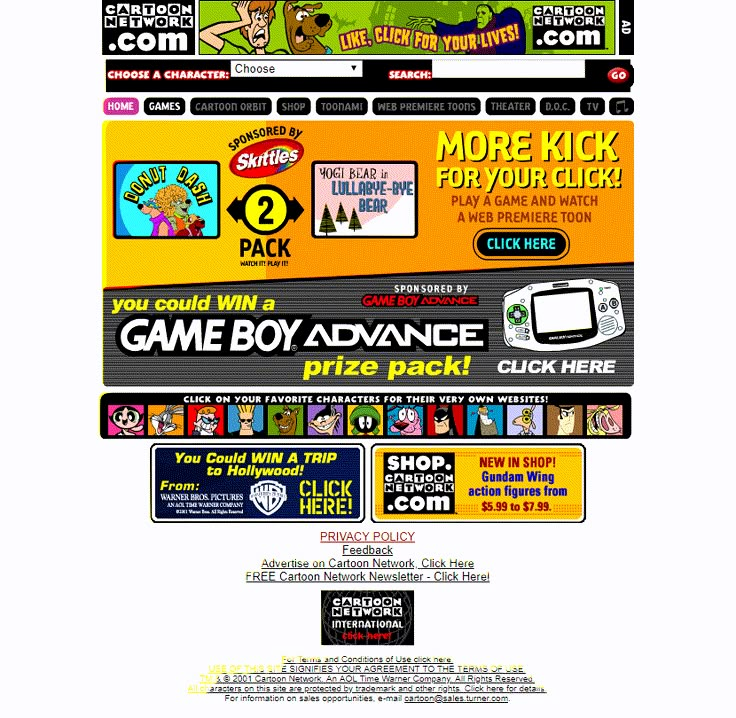 CARTOON
NETWORK
.com
LIKE, CLICK FOR YOUR LIVES!
CARTOON
NETWORK
.com
AD
CHOOSE A CHARACTER: Choose SEARCH: GO
HOME GAMES CARTOON ORBIT SHOP TOONAMI WEB PREMIERE TOONS THEATER D.O.C. TV
SPONSORED BY
Skittles
DONUT DASH
2
PACK
WATCH IT! PLAY IT!
YOGI BEAR in
LULLABYE-BYE
BEAR
MORE KICK
FOR YOUR CLICK!
PLAY A GAME AND WATCH
A WEB PREMIERE TOON
CLICK HERE
SPONSORED BY
GAME BOY ADVANCE
you could WIN a
GAME BOY ADVANCE
prize pack!
CLICK HERE
CLICK ON YOUR FAVORITE CHARACTERS FOR THEIR VERY OWN WEBSITES!
You Could WIN A TRIP
to Hollywood!
From:
WARNER BROS. PICTURES
AN AOL TIME WARNER COMPANY
©2001 Warner Bros. All Rights Reserved
CLICK
HERE!
SHOP.
CARTOON
NETWORK
.com
NEW IN SHOP!
Gundam Wing
action figures from
$5.99 to $7.99.
PRIVACY POLICY
Feedback
Advertise on Cartoon Network, Click Here
FREE Cartoon Network Newsletter - Click Here!
CARTOON
NETWORK
INTERNATIONAL
click here!
For Terms and Conditions of Use click here.
USE OF THIS SITE SIGNIFIES YOUR AGREEMENT TO THE TERMS OF USE.
TM & © 2001 Cartoon Network. An AOL Time Warner Company. All Rights Reserved.
All characters on this site are protected by trademark and other rights. Click here for details.
For information on sales opportunities, e-mail cartoon@sales.turner.com.